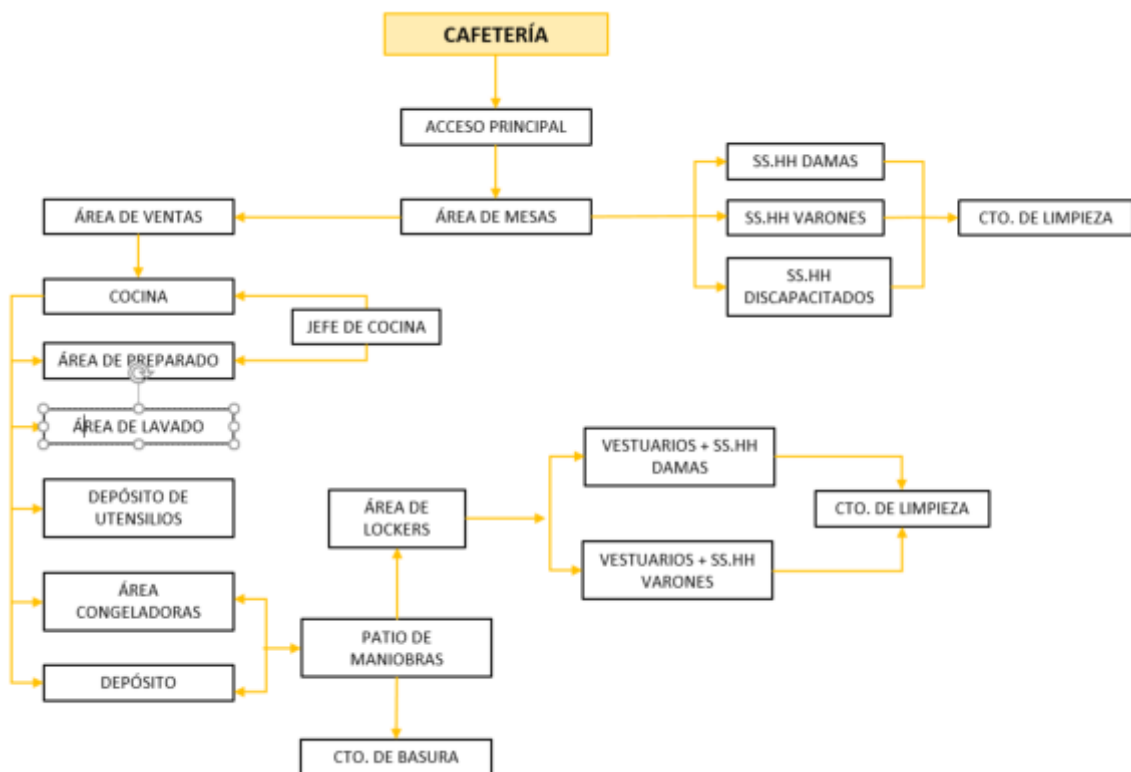 CAFETERÍA
ACCESO PRINCIPAL
SS.HH DAMAS
ÁREA DE VENTAS
ÁREA DE MESAS
SS.HH VARONES
CTO. DE LIMPIEZA
SS.HH
DISCAPACITADOS
COCINA
JEFE DE COCINA
ÁREA DE PREPARADO
ÁREA DE LAVADO
VESTUARIOS + SS.HH
DAMAS
DEPÓSITO DE
UTENSILIOS
ÁREA DE
LOCKERS
CTO. DE LIMPIEZA
VESTUARIOS + SS.HH
VARONES
ÁREA
CONGELADORAS
PATIO DE
MANIOBRAS
DEPÓSITO
CTO. DE BASURA